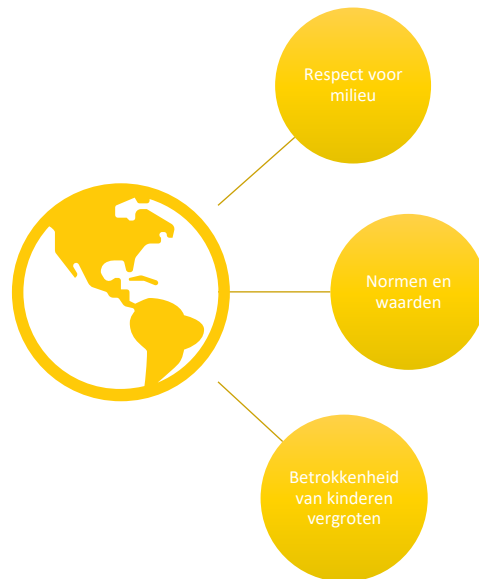 Respect voor
milieu
Normen en
waarden
Betrokkenheid
van kinderen
vergroten